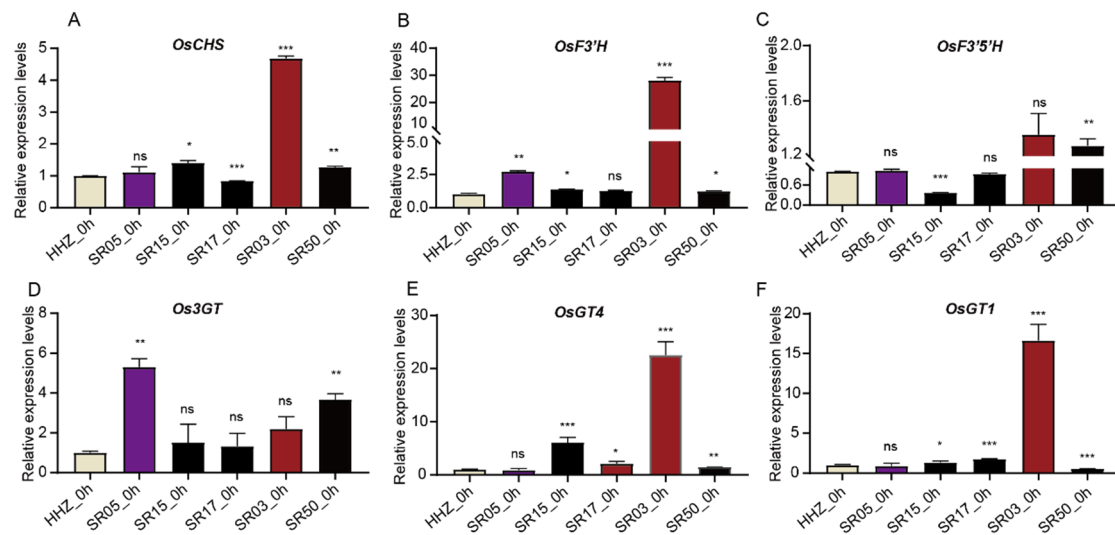 A
OsCHS
Relative expression levels
5
4
3
2
1
0
ns
*
***
***
**
HHZ_0h
SR05_0h
SR15_0h
SR17_0h
SR03_0h
SR50_0h
B
OsF3'H
Relative expression levels
40
30
20
10
5.0
2.5
0.0
**
*
***
*
HHZ_0h
SR05_0h
SR15_0h
SR17_0h
SR03_0h
SR50_0h
C
OsF3'5'H
Relative expression levels
2.0
1.6
1.2
0.6
0.0
ns
***
ns
ns
**
HHZ_0h
SR05_0h
SR15_0h
SR17_0h
SR03_0h
SR50_0h
D
Os3GT
Relative expression levels
8
6
4
2
0
**
ns
ns
ns
**
HHZ_0h
SR05_0h
SR15_0h
SR17_0h
SR03_0h
SR50_0h
E
OsGT4
Relative expression levels
30
20
10
0
ns
***
*
***
**
HHZ_0h
SR05_0h
SR15_0h
SR17_0h
SR03_0h
SR50_0h
F
OsGT1
Relative expression levels
20
15
10
5
0
ns
*
***
***
***
HHZ_0h
SR05_0h
SR15_0h
SR17_0h
SR03_0h
SR50_0h